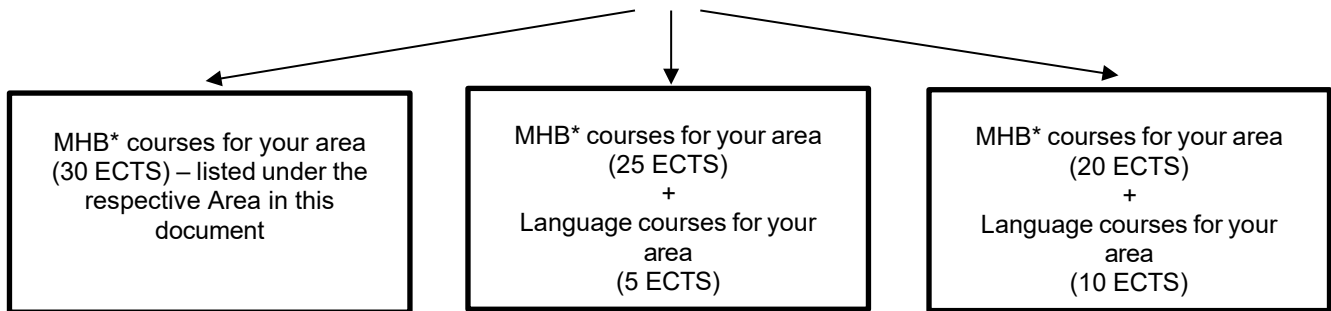 MHB* courses for your area
(30 ECTS) – listed under the
respective Area in this
document
MHB* courses for your area
(25 ECTS)
+
Language courses for your
area
(5 ECTS)
MHB* courses for your area
(20 ECTS)
+
Language courses for your
area
(10 ECTS)